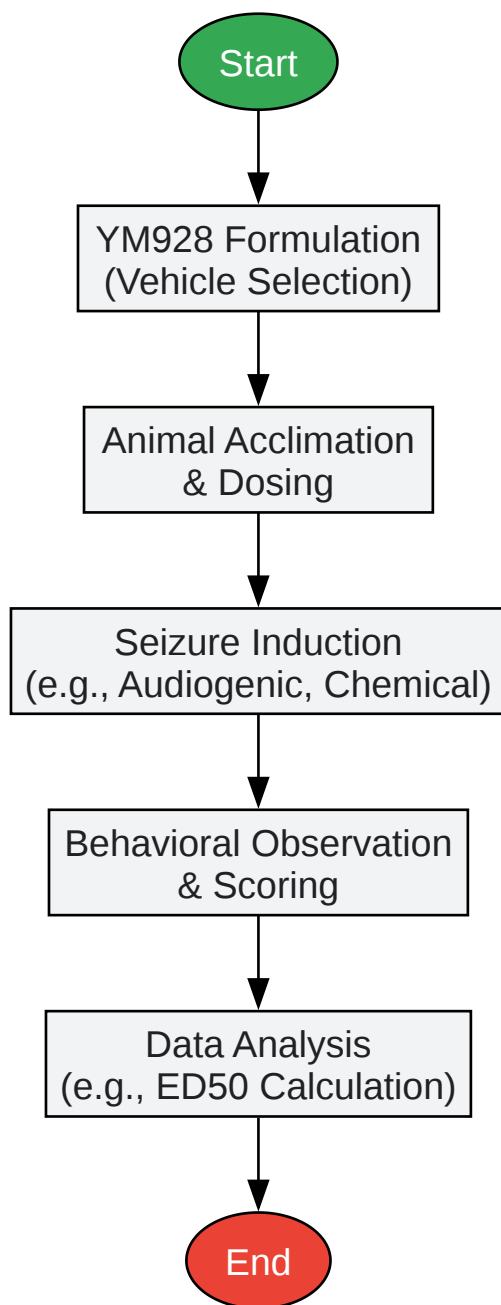 Start
YM928 Formulation
(Vehicle Selection)
Animal Acclimation
& Dosing
Seizure Induction
(e.g., Audiogenic, Chemical)
Behavioral Observation
& Scoring
Data Analysis
(e.g., ED50 Calculation)
End